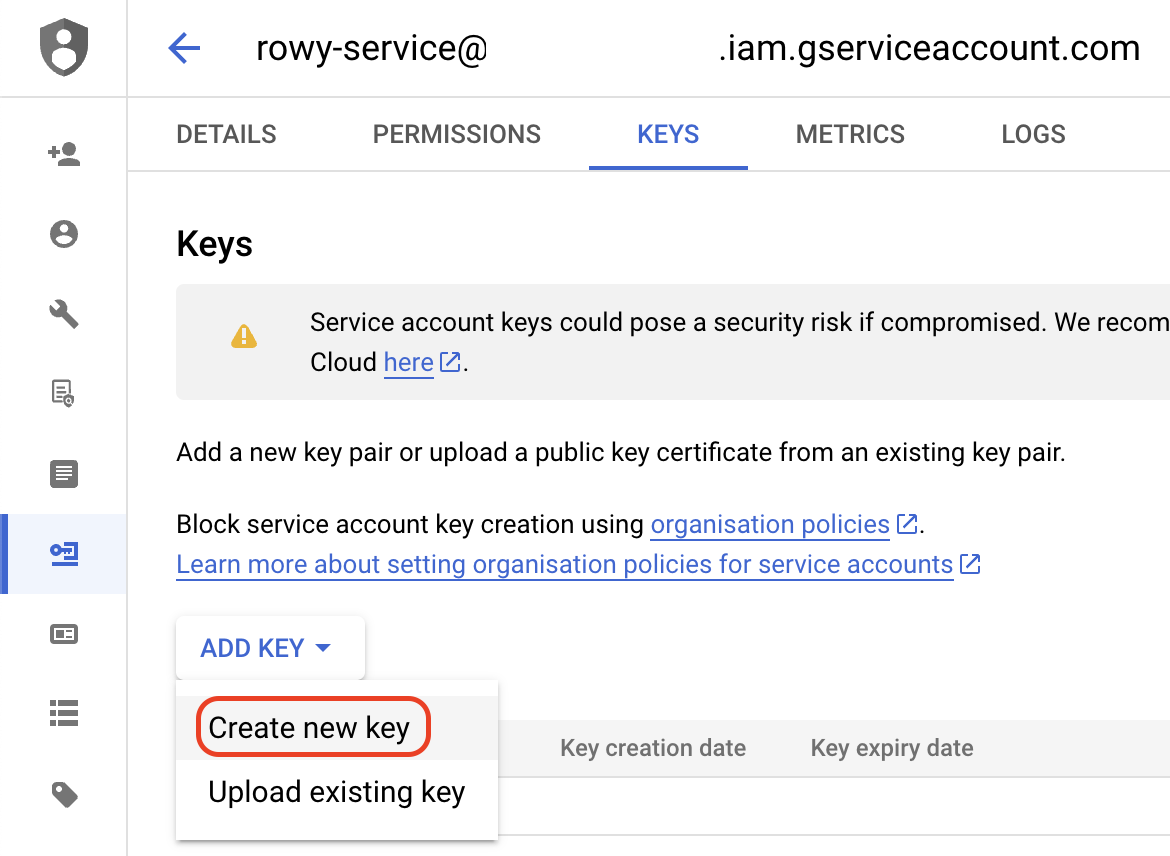 rowy-service@ .iam.gserviceaccount.com
DETAILS PERMISSIONS KEYS METRICS LOGS
Keys
Service account keys could pose a security risk if compromised. We recom
Cloud here.
Add a new key pair or upload a public key certificate from an existing key pair.
Block service account key creation using organisation policies.
Learn more about setting organisation policies for service accounts
ADD KEY
Create new key
Key creation date Key expiry date
Upload existing key